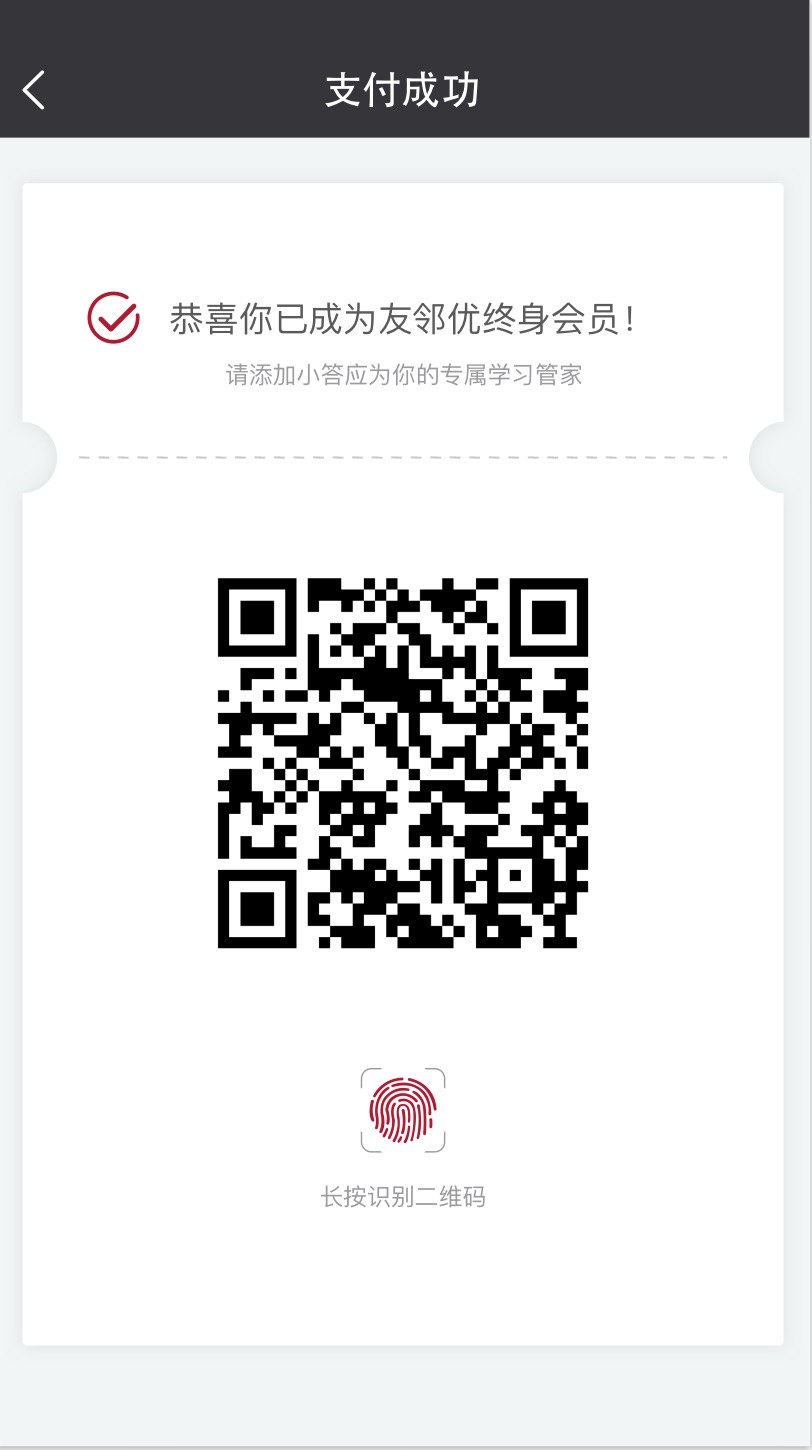 支付成功
恭喜你已成为友邻优终身会员！
请添加小答应为你的专属学习管家
长按识别二维码